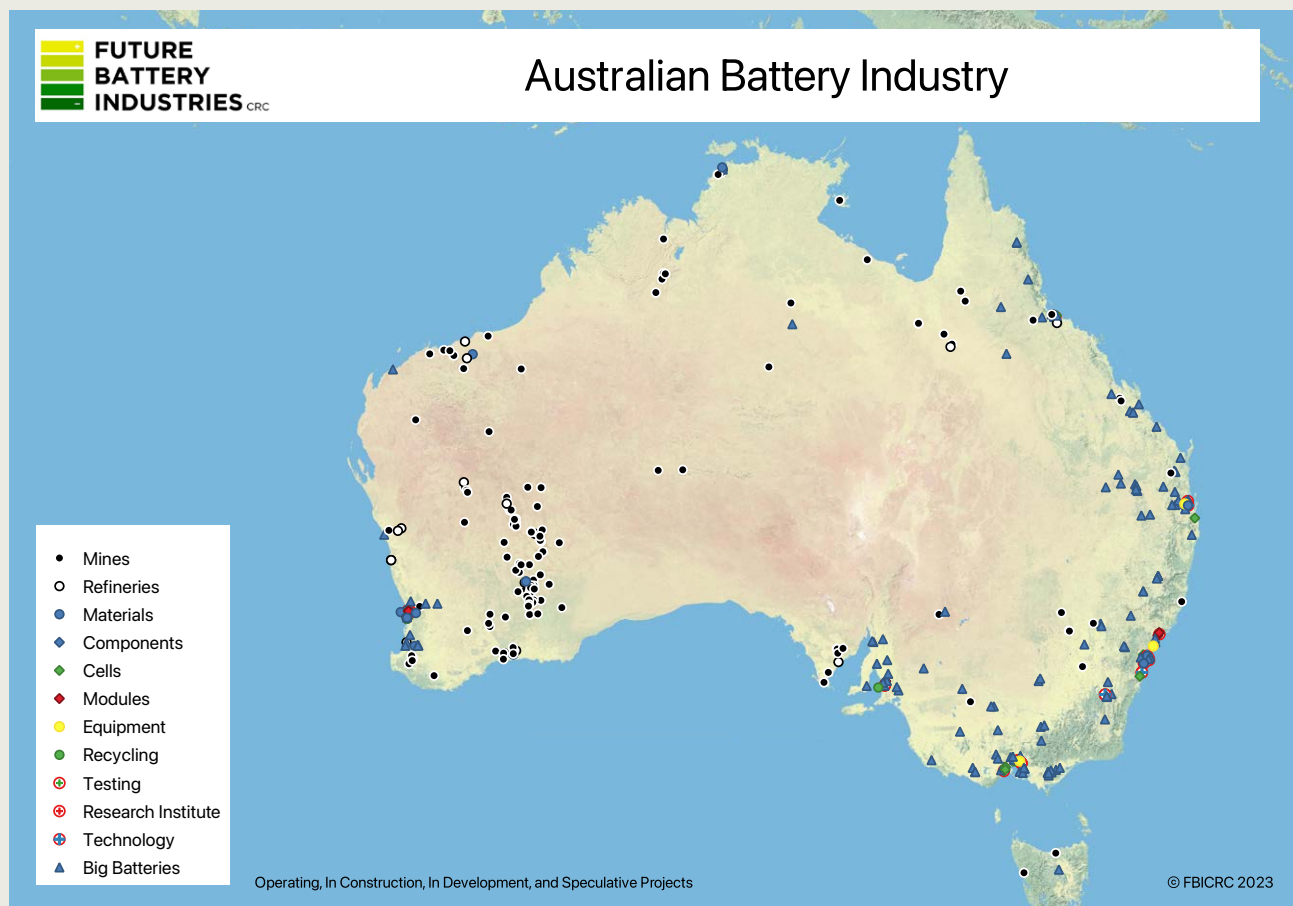 FUTURE
BATTERY
INDUSTRIES CRC
Australian Battery Industry
Mines
Refineries
Materials
Components
Cells
Modules
Equipment
Recycling
Testing
Research Institute
Technology
Big Batteries
Operating, In Construction, In Development, and Speculative Projects
© FBICRC 2023